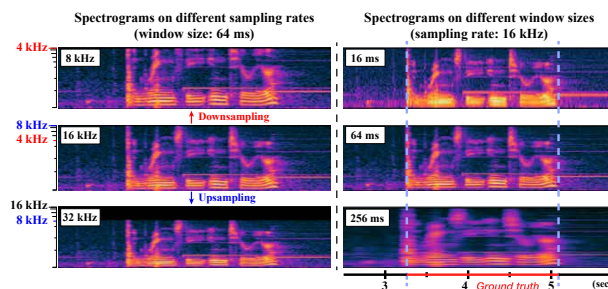 Spectrograms on different sampling rates
(window size: 64 ms)
Spectrograms on different window sizes
(sampling rate: 16 kHz)
4 kHz
8 kHz
16 ms
Downsampling
8 kHz
4 kHz
16 kHz
64 ms
Upsampling
16 kHz
8 kHz
32 kHz
256 ms
3
4
5
(sec
Ground truth